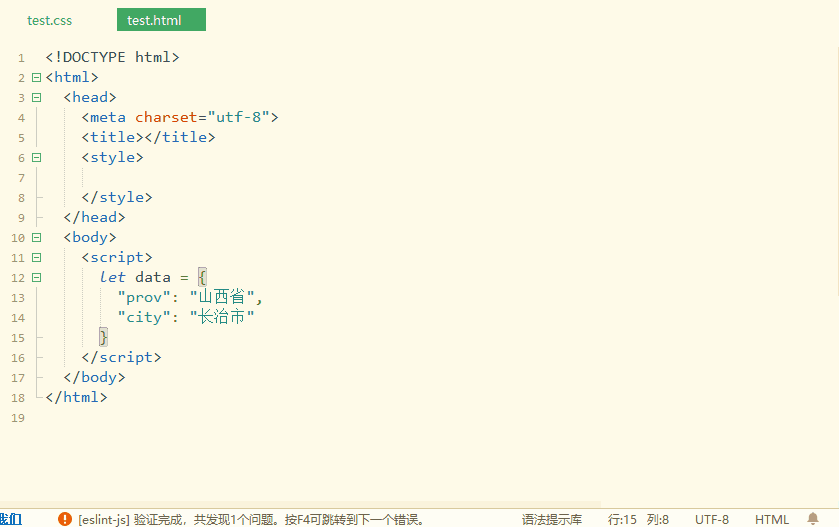 test.css test.html
1 <!DOCTYPE html>
2 <html>
3 <head>
4 <meta charset="utf-8">
5 <title></title>
6 <style>
7
8 </style>
9 </head>
10 <body>
11 <script>
12 let data = {
13 "prov": "山西省",
14 "city": "长治市"
15 }
16 </script>
17 </body>
18 </html>
19
我们 [eslint-js] 验证完成，共发现1个问题。按F4可跳转到下一个错误。 语法提示库 行:15 列:8 UTF-8 HTML